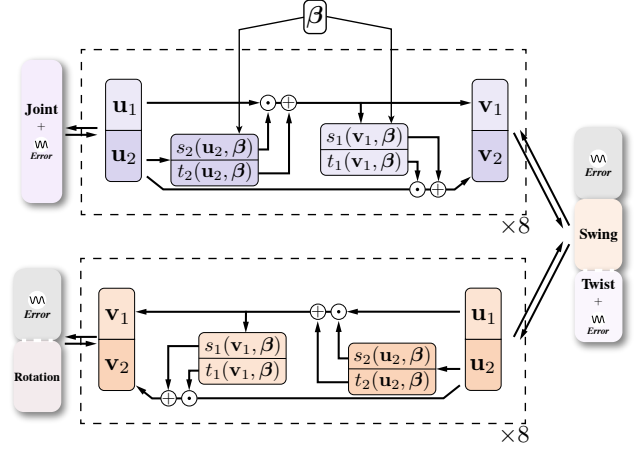 β
Joint
+
Error
u₁
u₂
s₂(u₂, β)
t₂(u₂, β)
⊙ ⊕
s₁(v₁, β)
t₁(v₁, β)
⊙ ⊕
v₁
v₂
×8
Error
Swing
Twist
+
Error
Error
Rotation
v₁
v₂
s₁(v₁, β)
t₁(v₁, β)
⊕ ⊙
⊕ ⊙
s₂(u₂, β)
t₂(u₂, β)
u₁
u₂
×8